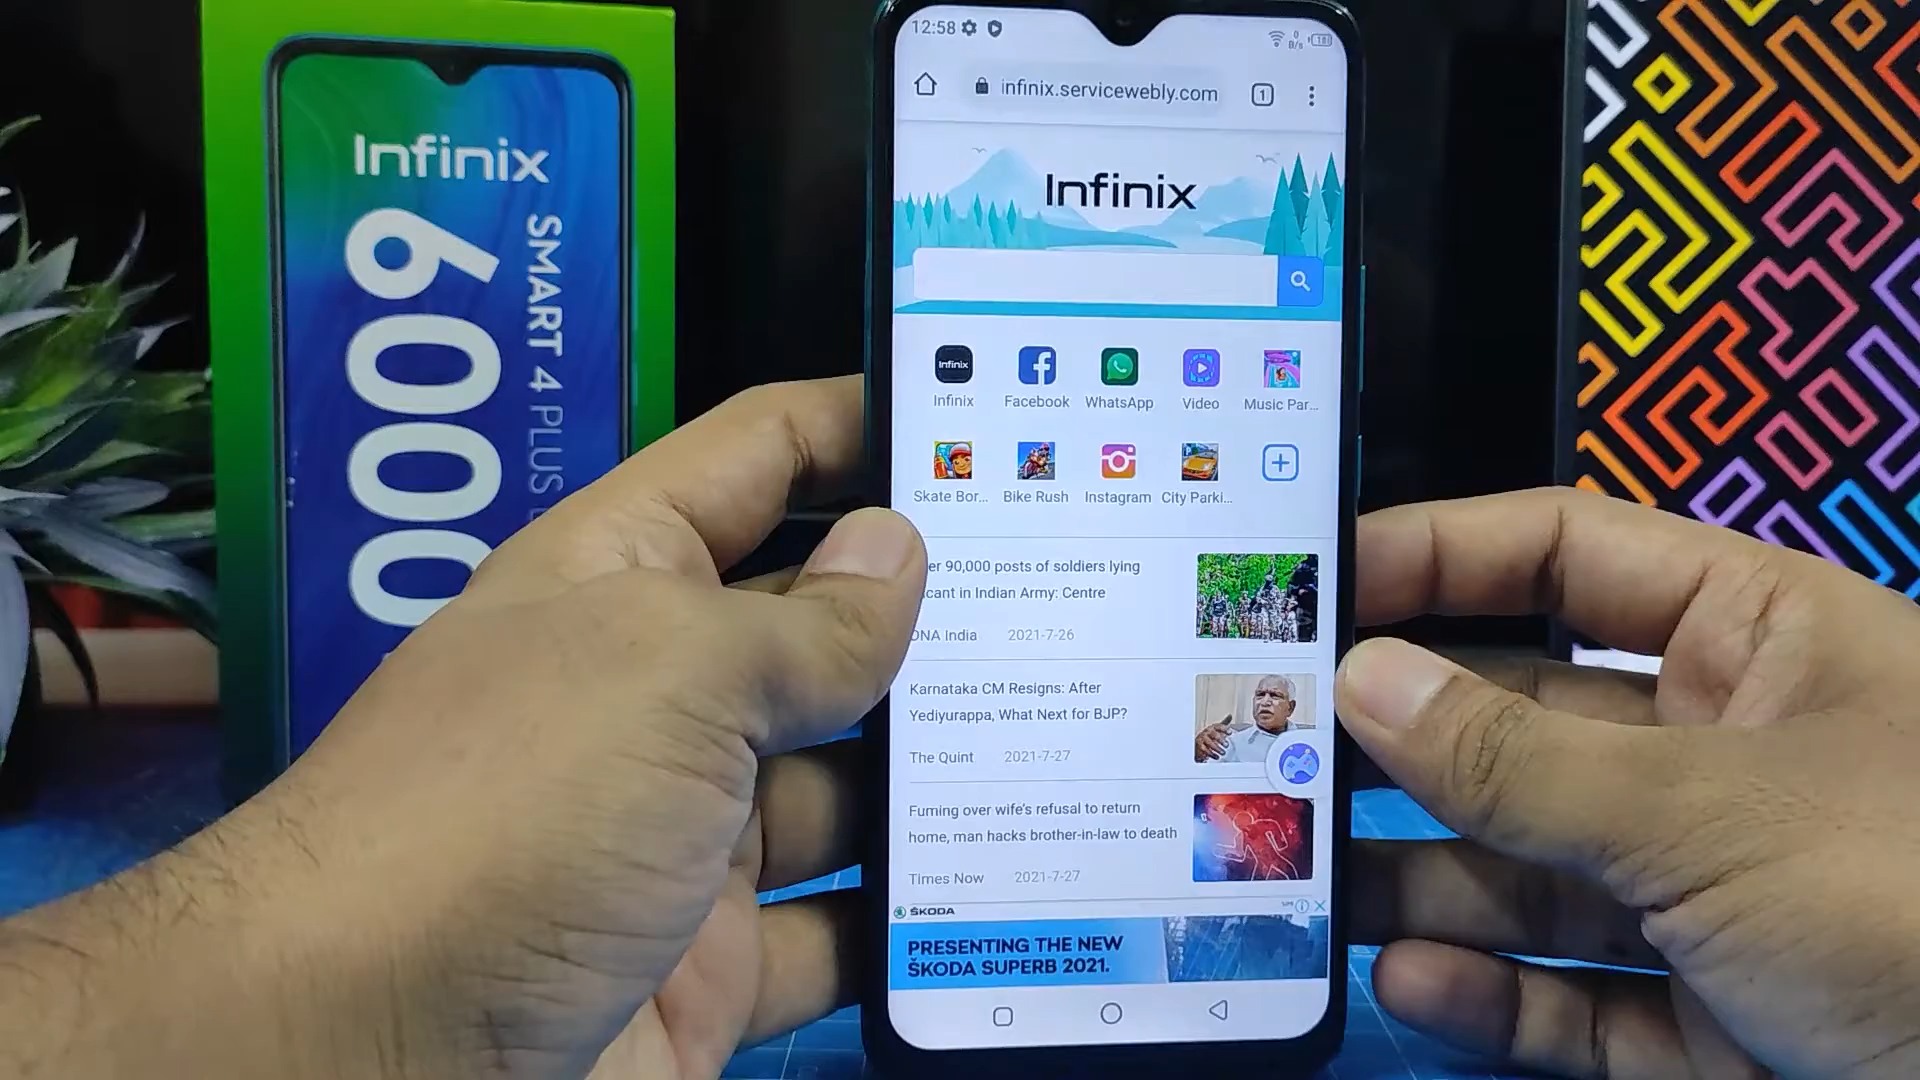 Infinix
6000
SMART 4 PLUS
12:58
0
B/s
18
infinix.servicewebly.com
1
Infinix
Infinix
Infinix
Facebook
WhatsApp
Video
Music Par...
Skate Bor...
Bike Rush
Instagram
City Parki...
90,000 posts of soldiers lying
in Indian Army: Centre
DNA India 2021-7-26
Karnataka CM Resigns: After
Yediyurappa, What Next for BJP?
The Quint 2021-7-27
Fuming over wife's refusal to return
home, man hacks brother-in-law to death
Times Now 2021-7-27
ŠKODA
PRESENTING THE NEW
ŠKODA SUPERB 2021.